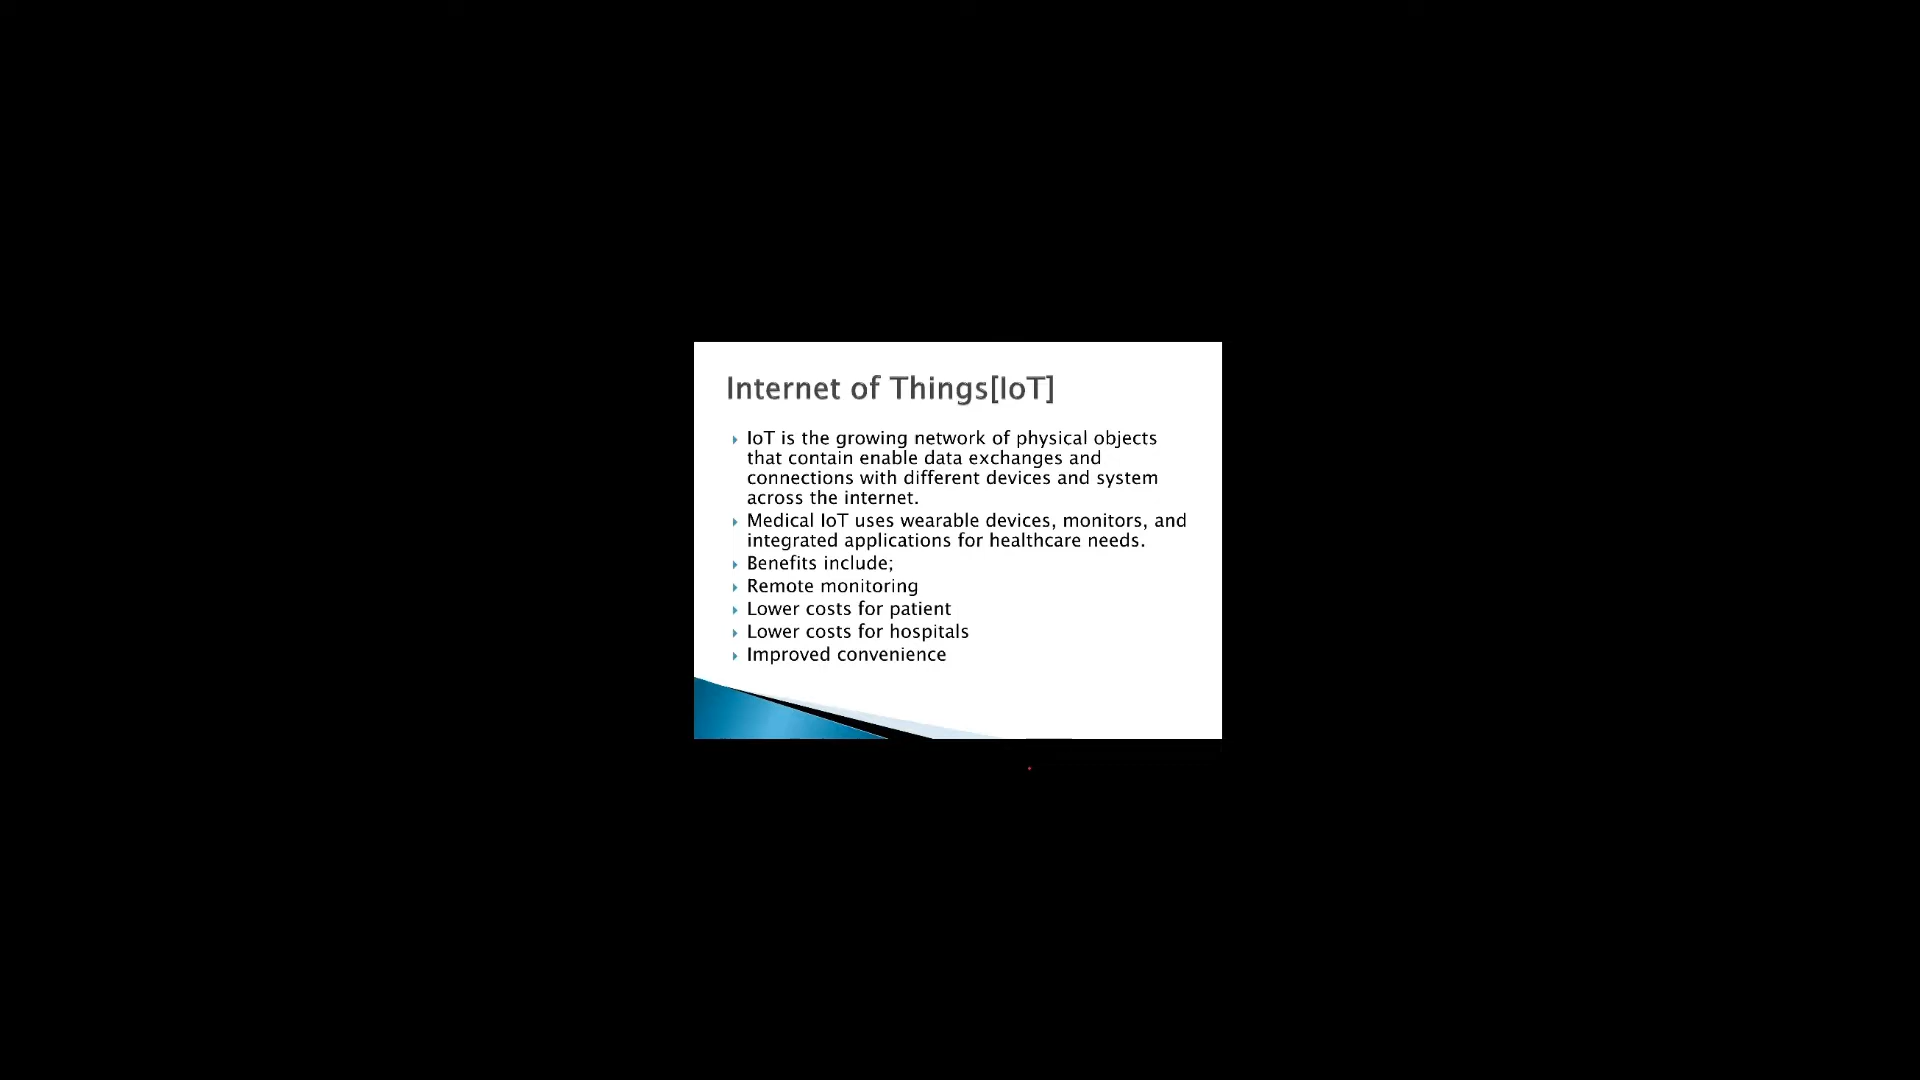 Internet of Things[IoT]
IoT is the growing network of physical objects
that contain enable data exchanges and
connections with different devices and system
across the internet.
Medical IoT uses wearable devices, monitors, and
integrated applications for healthcare needs.
Benefits include;
Remote monitoring
Lower costs for patient
Lower costs for hospitals
Improved convenience